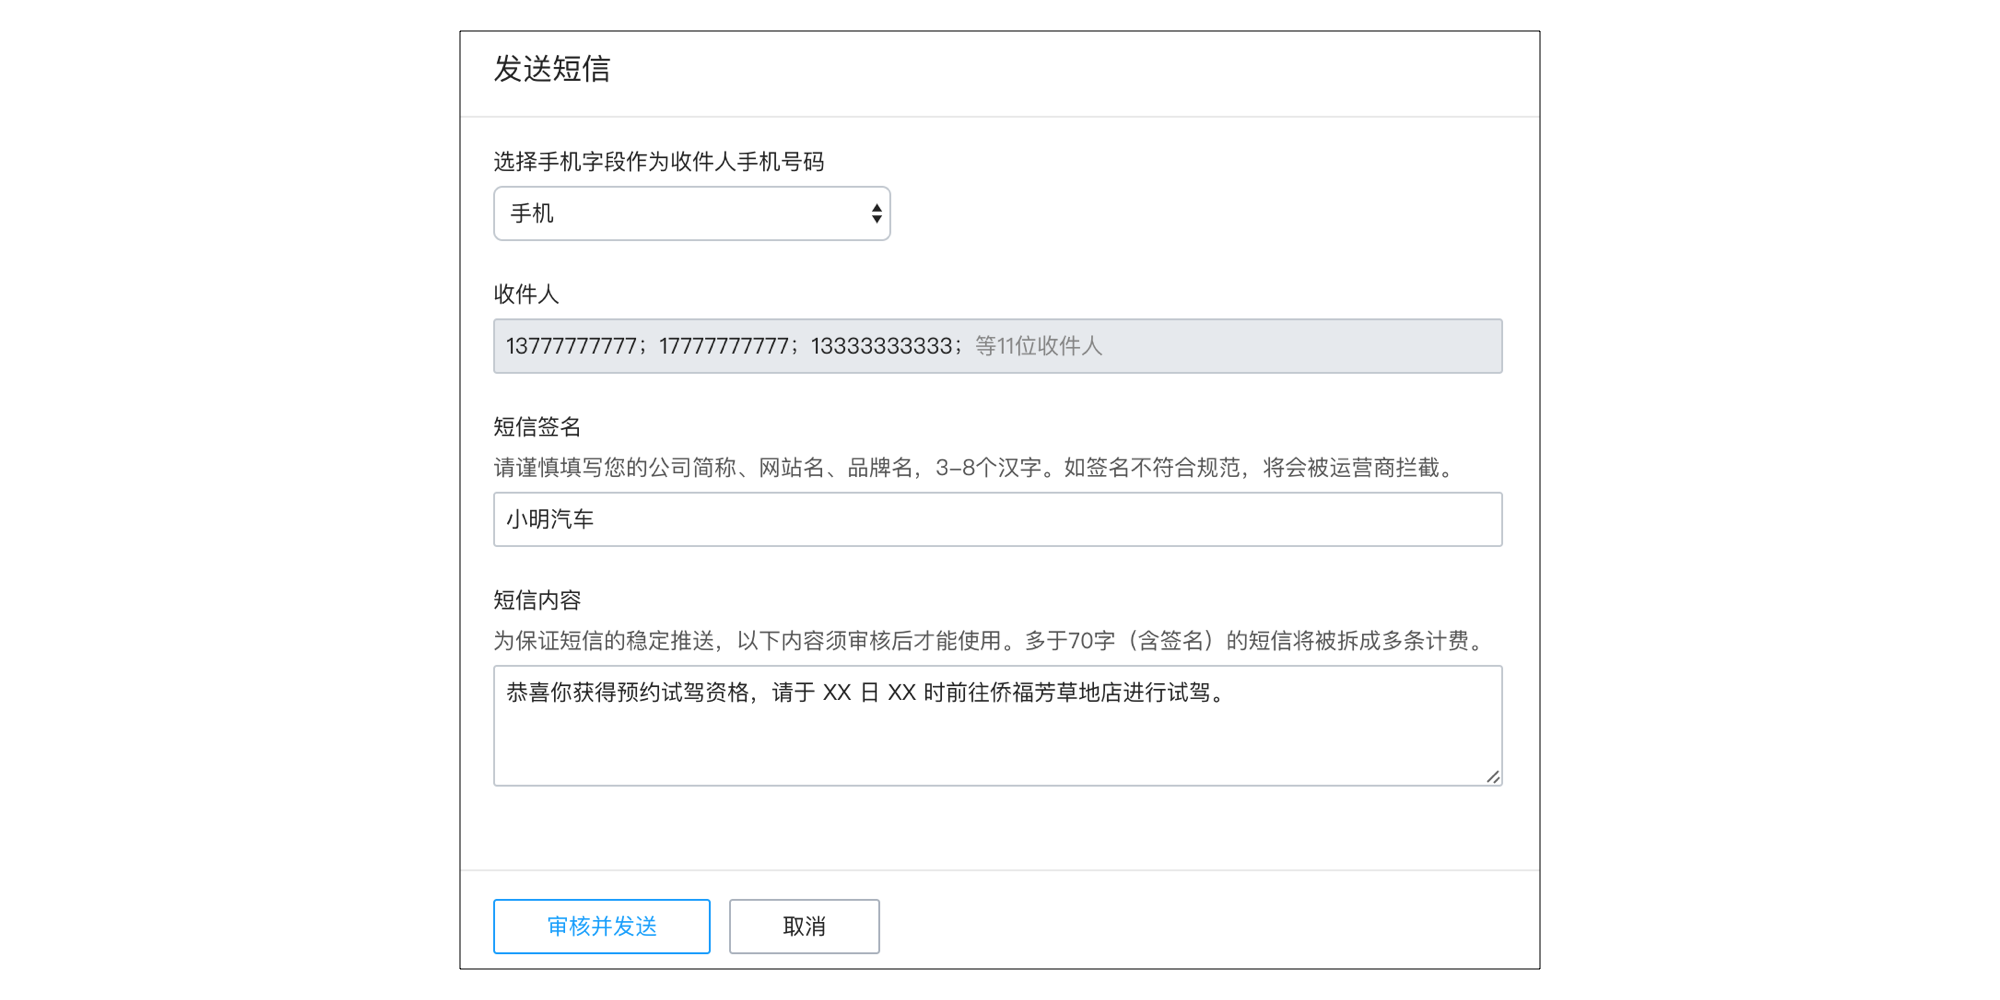 发送短信
选择手机字段作为收件人手机号码
手机
收件人
13777777777；17777777777；13333333333；等11位收件人
短信签名
请谨慎填写您的公司简称、网站名、品牌名，3-8个汉字。如签名不符合规范，将会被运营商拦截。
小明汽车
短信内容
为保证短信的稳定推送，以下内容须审核后才能使用。多于70字（含签名）的短信将被拆成多条计费。
恭喜你获得预约试驾资格，请于 XX 日 XX 时前往侨福芳草地店进行试驾。
审核并发送
取消